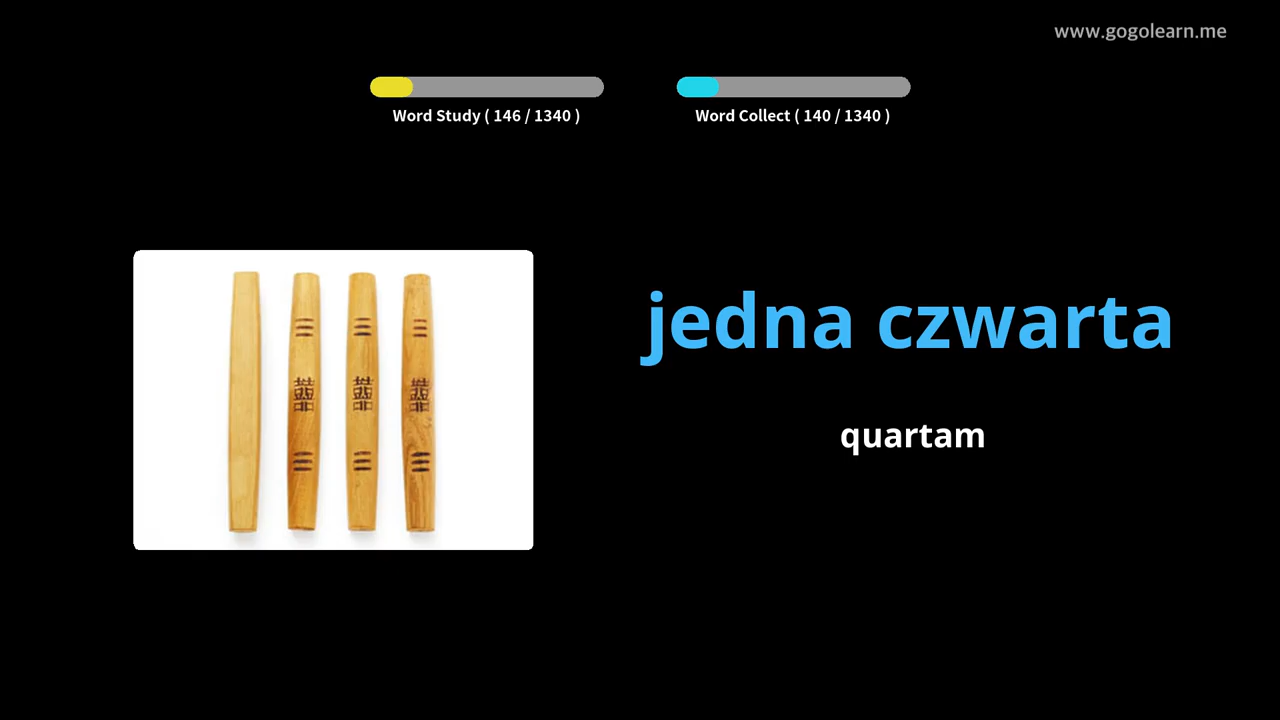 www.gogolearn.me
Word Study ( 146 / 1340 )
Word Collect ( 140 / 1340 )
jedna czwarta
quartam